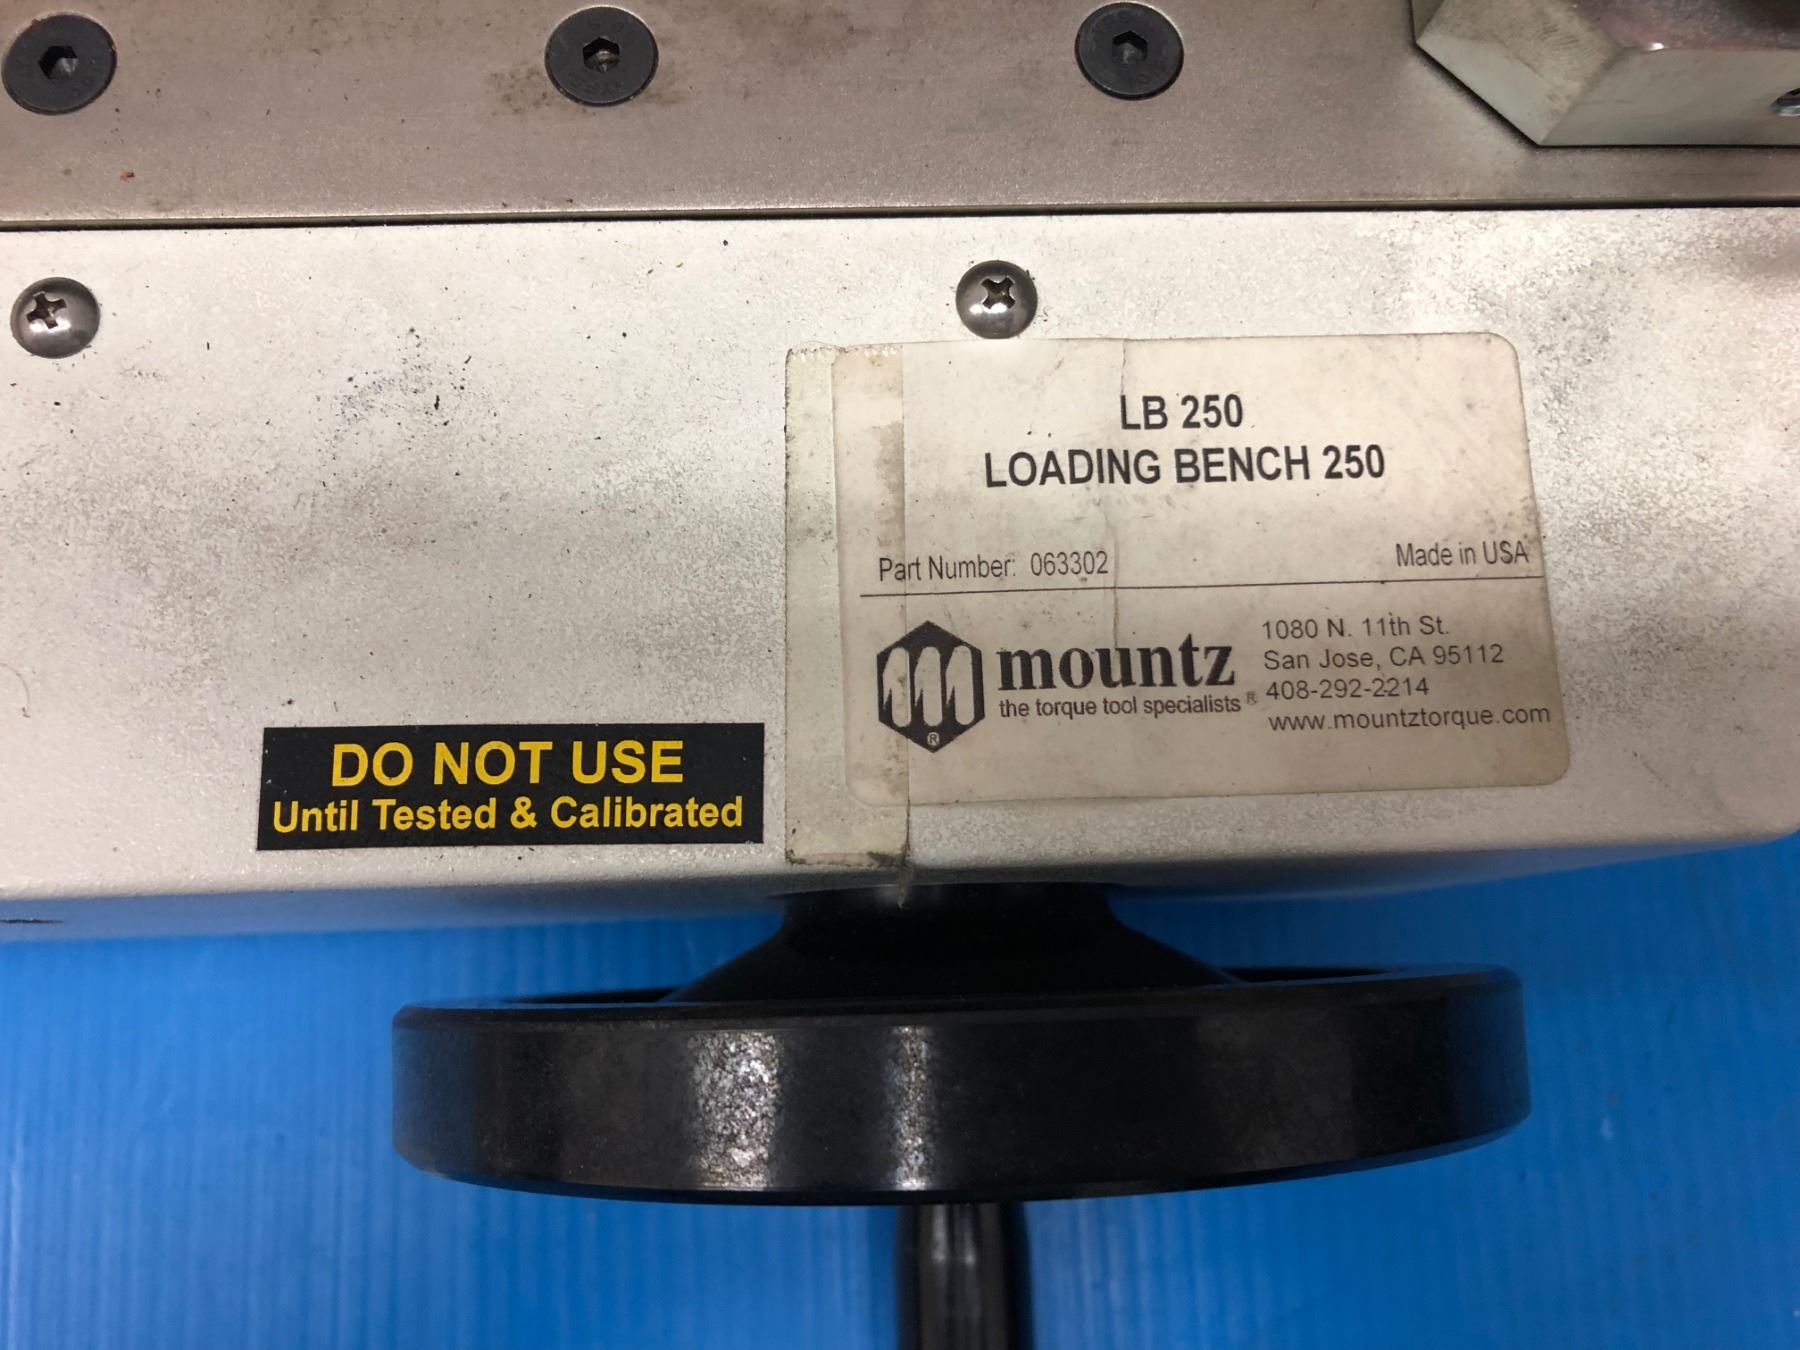 LB 250
LOADING BENCH 250
Part Number: 063302 Made in USA
mountz
the torque tool specialists®
®
1080 N. 11th St.
San Jose, CA 95112
408-292-2214
www.mountztorque.com
DO NOT USE
Until Tested & Calibrated